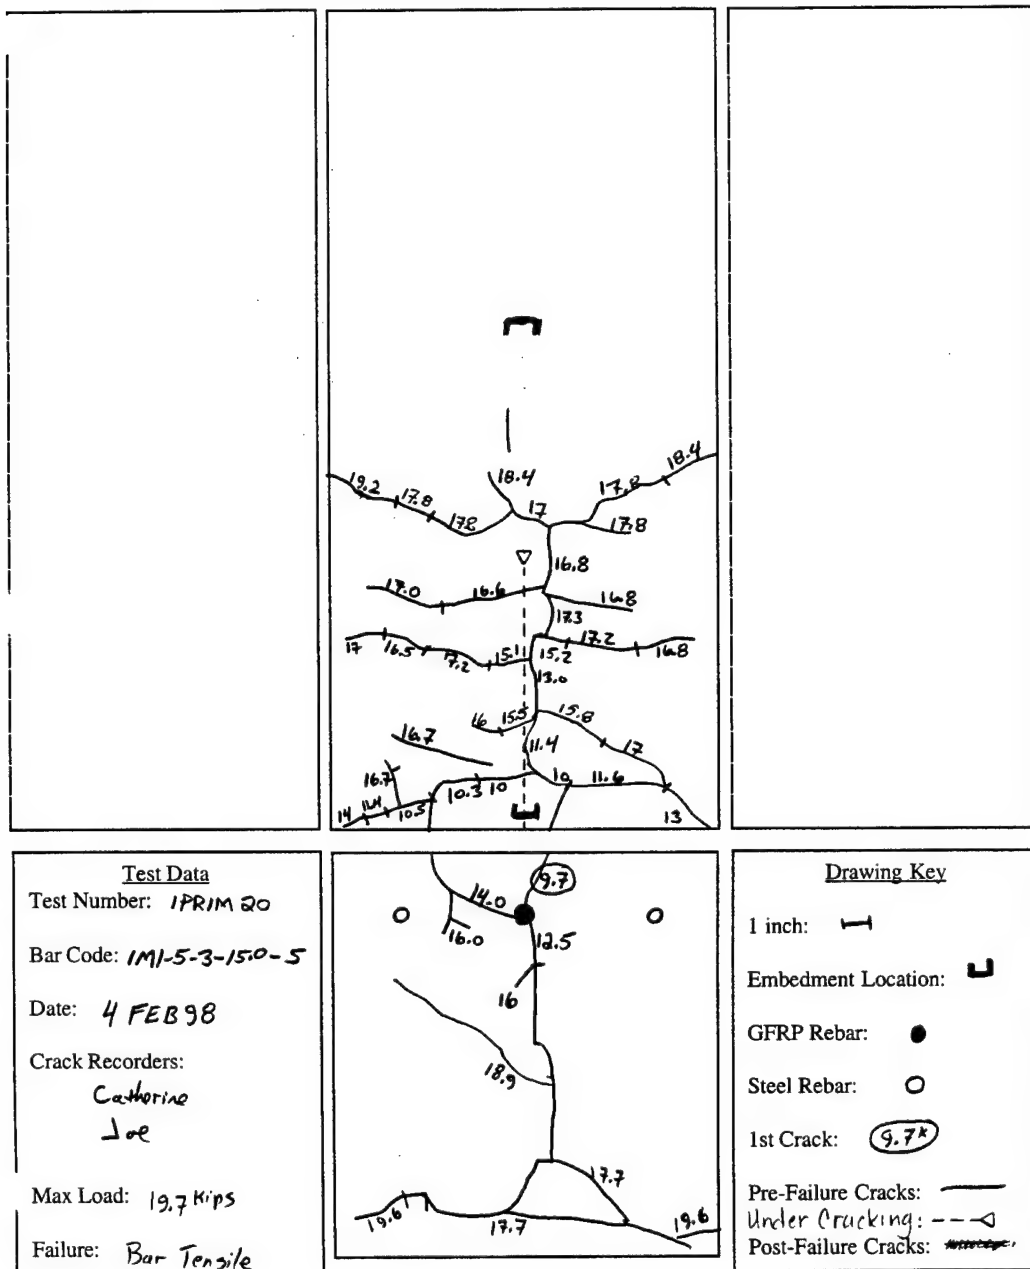 18.4
18.4
19.2
17.8
17.8
17
17.8
16.8
17.0
16.6
16.8
17.3
17
16.5
17.2
15.1
15.2
17.2
16.8
13.0
16
15.5
15.8
16.7
11.4
17
16.7
10.3
10
10
11.6
14
10.5
13
Test Data
Test Number: 1PRIM20
Bar Code: 1M1-5-3-15.0-5
Date: 4 FEB 98
Crack Recorders:
Catherine
Joe
Max Load: 19.7 Kips
Failure: Bar Tensile
9.7
14.0
16.0
12.5
16
18.9
17.7
19.6
17.7
19.6
Drawing Key
1 inch:
Embedment Location:
GFRP Rebar:
Steel Rebar:
1st Crack: 9.7K
Pre-Failure Cracks:
Under Cracking:
Post-Failure Cracks: